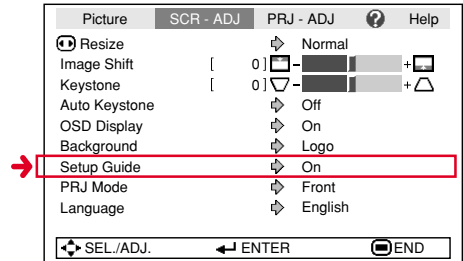 Picture SCR - ADJ PRJ - ADJ ? Help
Resize Normal
Image Shift [ 0 ] - +
Keystone [ 0 ] - +
Auto Keystone Off
OSD Display On
Background Logo
Setup Guide On
PRJ Mode Front
Language English
SEL./ADJ. ENTER END